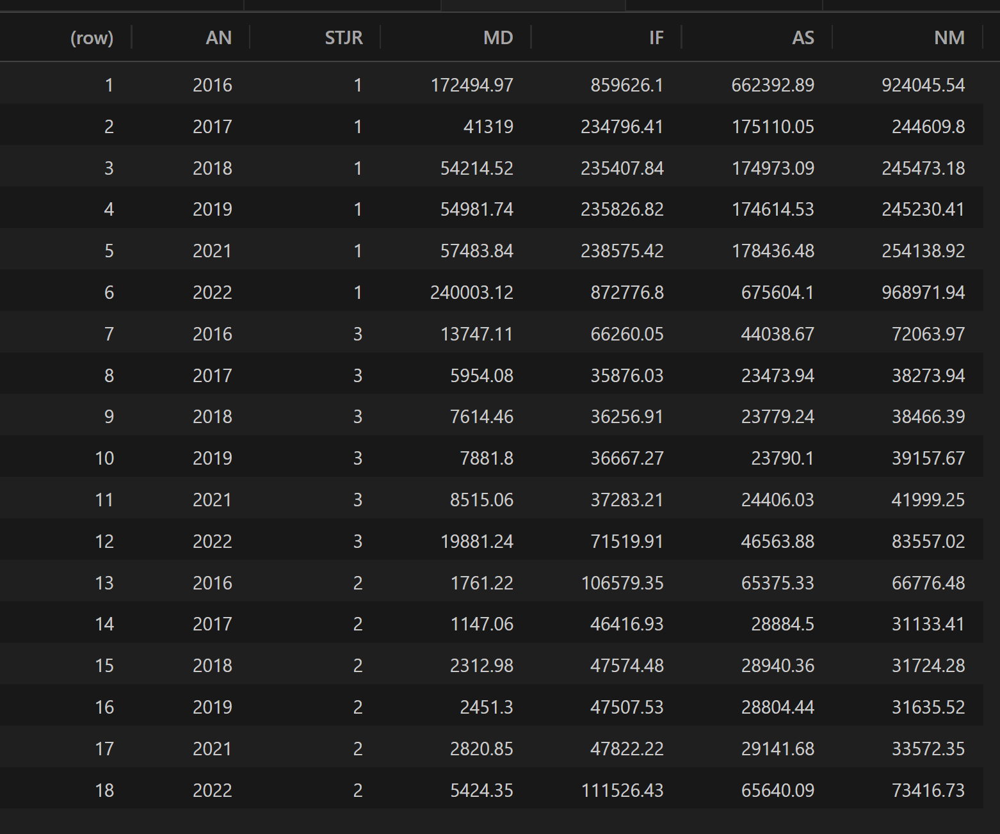 (row) AN STJR MD IF AS NM
1 2016 1 172494.97 859626.1 662392.89 924045.54
2 2017 1 41319 234796.41 175110.05 244609.8
3 2018 1 54214.52 235407.84 174973.09 245473.18
4 2019 1 54981.74 235826.82 174614.53 245230.41
5 2021 1 57483.84 238575.42 178436.48 254138.92
6 2022 1 240003.12 872776.8 675604.1 968971.94
7 2016 3 13747.11 66260.05 44038.67 72063.97
8 2017 3 5954.08 35876.03 23473.94 38273.94
9 2018 3 7614.46 36256.91 23779.24 38466.39
10 2019 3 7881.8 36667.27 23790.1 39157.67
11 2021 3 8515.06 37283.21 24406.03 41999.25
12 2022 3 19881.24 71519.91 46563.88 83557.02
13 2016 2 1761.22 106579.35 65375.33 66776.48
14 2017 2 1147.06 46416.93 28884.5 31133.41
15 2018 2 2312.98 47574.48 28940.36 31724.28
16 2019 2 2451.3 47507.53 28804.44 31635.52
17 2021 2 2820.85 47822.22 29141.68 33572.35
18 2022 2 5424.35 111526.43 65640.09 73416.73